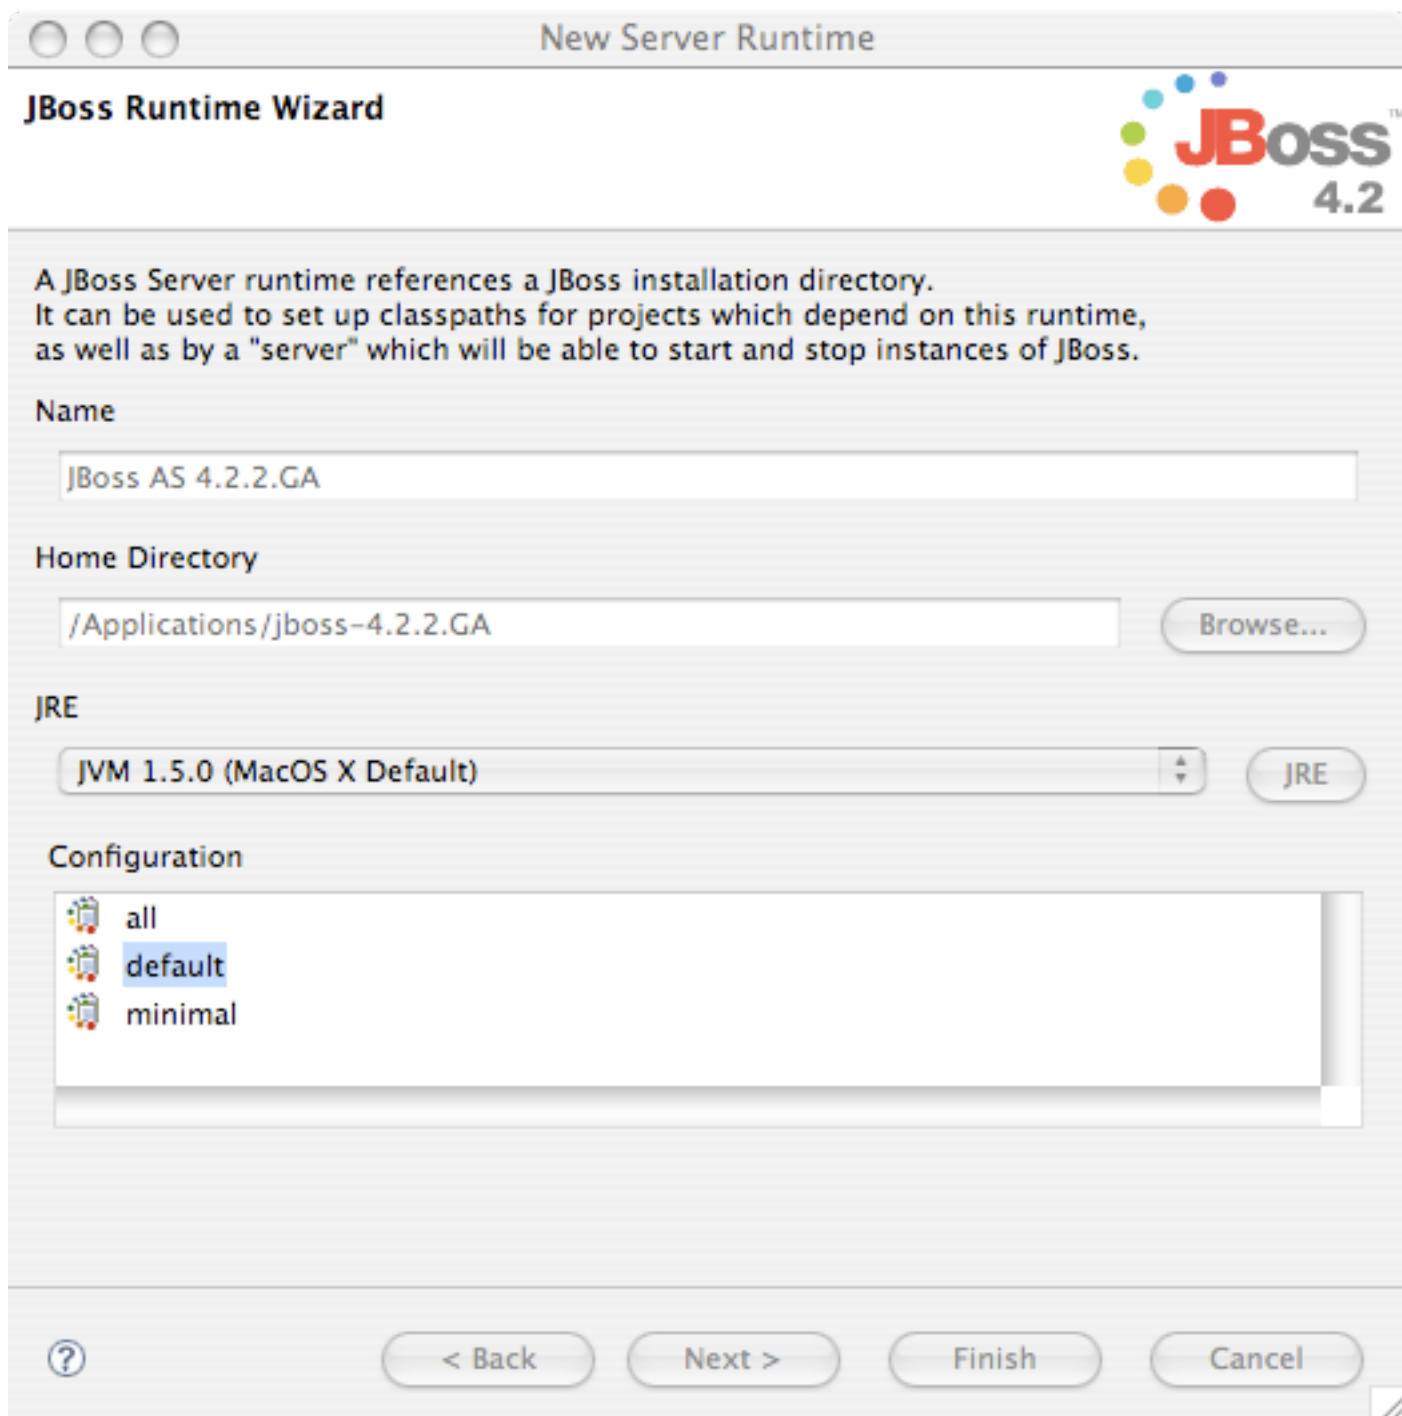 New Server Runtime
JBoss Runtime Wizard
JBoss™
4.2
A JBoss Server runtime references a JBoss installation directory.
It can be used to set up classpaths for projects which depend on this runtime,
as well as by a "server" which will be able to start and stop instances of JBoss.
Name
JBoss AS 4.2.2.GA
Home Directory
/Applications/jboss-4.2.2.GA
Browse...
JRE
JVM 1.5.0 (MacOS X Default)
JRE
Configuration
all
default
minimal
?
< Back
Next >
Finish
Cancel